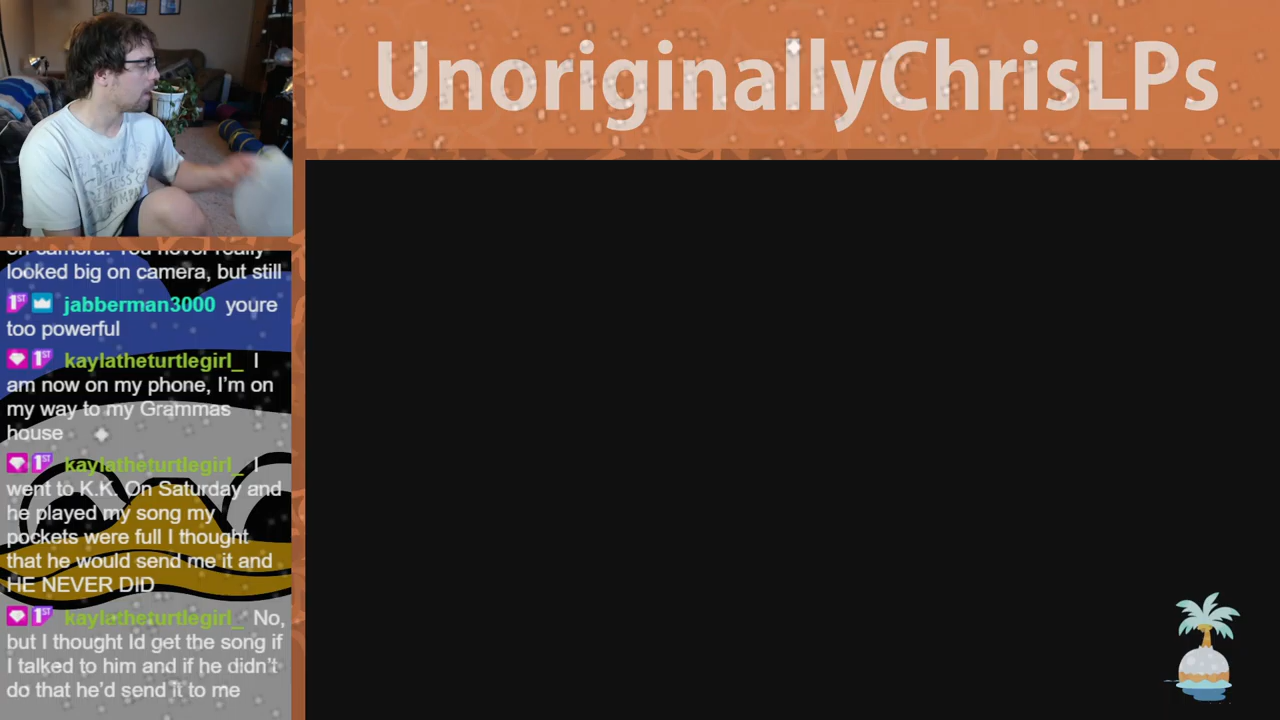 UnoriginallyChrisLPs
looked big on camera, but still
jabberman3000 youre
too powerful
kaylatheturtlegirl_ I
am now on my phone, I'm on
my way to my Grammas
house
kaylatheturtlegirl_ I
went to K.K. On Saturday and
he played my song my
pockets were full I thought
that he would send me it and
HE NEVER DID
kaylatheturtlegirl_ No,
but I thought Id get the song if
I talked to him and if he didn't
do that he'd send it to me